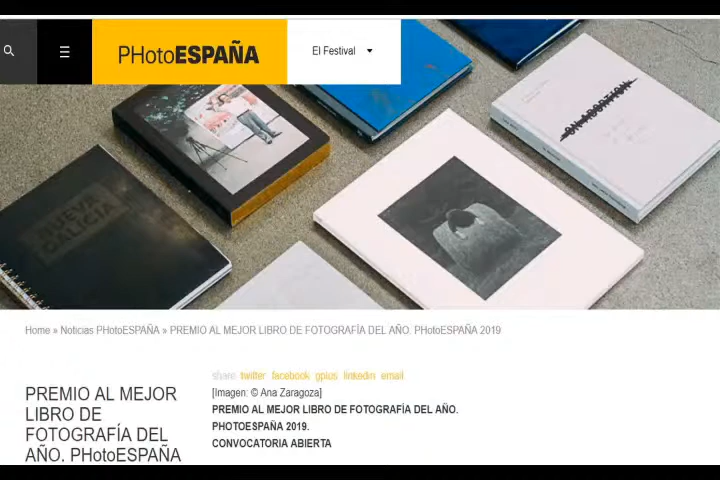 PHotoESPAÑA
El Festival
ON ABORTION
NUEVA
GALICIA
Home » Noticias PHotoESPAÑA » PREMIO AL MEJOR LIBRO DE FOTOGRAFÍA DEL AÑO. PHotoESPAÑA 2019
share twitter facebook gplus linkedin email
[Imagen: © Ana Zaragoza]
PREMIO AL MEJOR LIBRO DE FOTOGRAFÍA DEL AÑO.
PHOTOESPAÑA 2019.
CONVOCATORIA ABIERTA
PREMIO AL MEJOR
LIBRO DE
FOTOGRAFÍA DEL
AÑO. PHotoESPAÑA